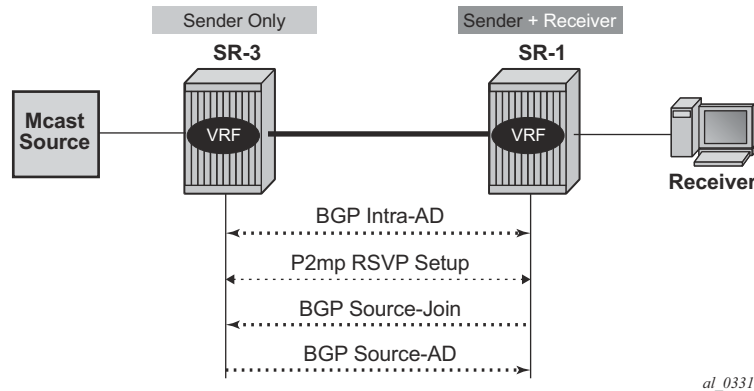 Sender Only
Sender + Receiver
SR-3
SR-1
Mcast
Source
VRF
VRF
Receiver
BGP Intra-AD
P2mp RSVP Setup
BGP Source-Join
BGP Source-AD
al_0331